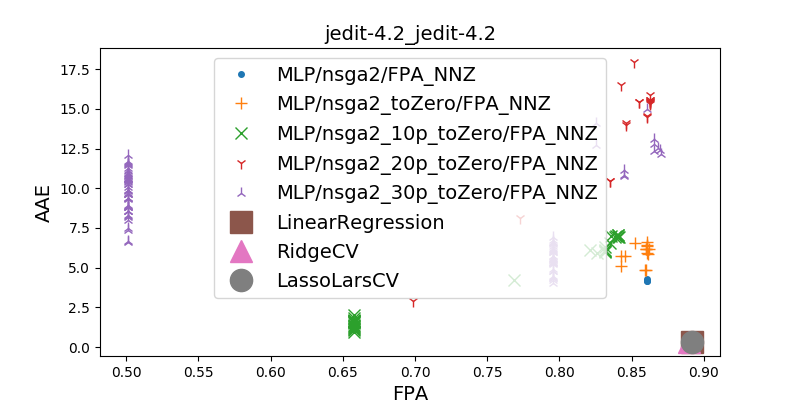 jedit-4.2_jedit-4.2
MLP/nsga2/FPA_NNZ
MLP/nsga2_toZero/FPA_NNZ
MLP/nsga2_10p_toZero/FPA_NNZ
MLP/nsga2_20p_toZero/FPA_NNZ
MLP/nsga2_30p_toZero/FPA_NNZ
LinearRegression
RidgeCV
LassoLarsCV
AAE
17.5
15.0
12.5
10.0
7.5
5.0
2.5
0.0
0.50 0.55 0.60 0.65 0.70 0.75 0.80 0.85 0.90
FPA